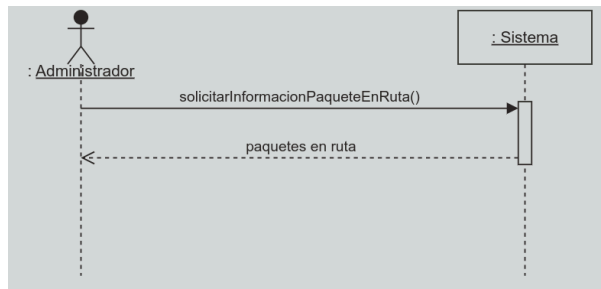 : Sistema
: Administrador
solicitarInformacionPaqueteEnRuta()
paquetes en ruta